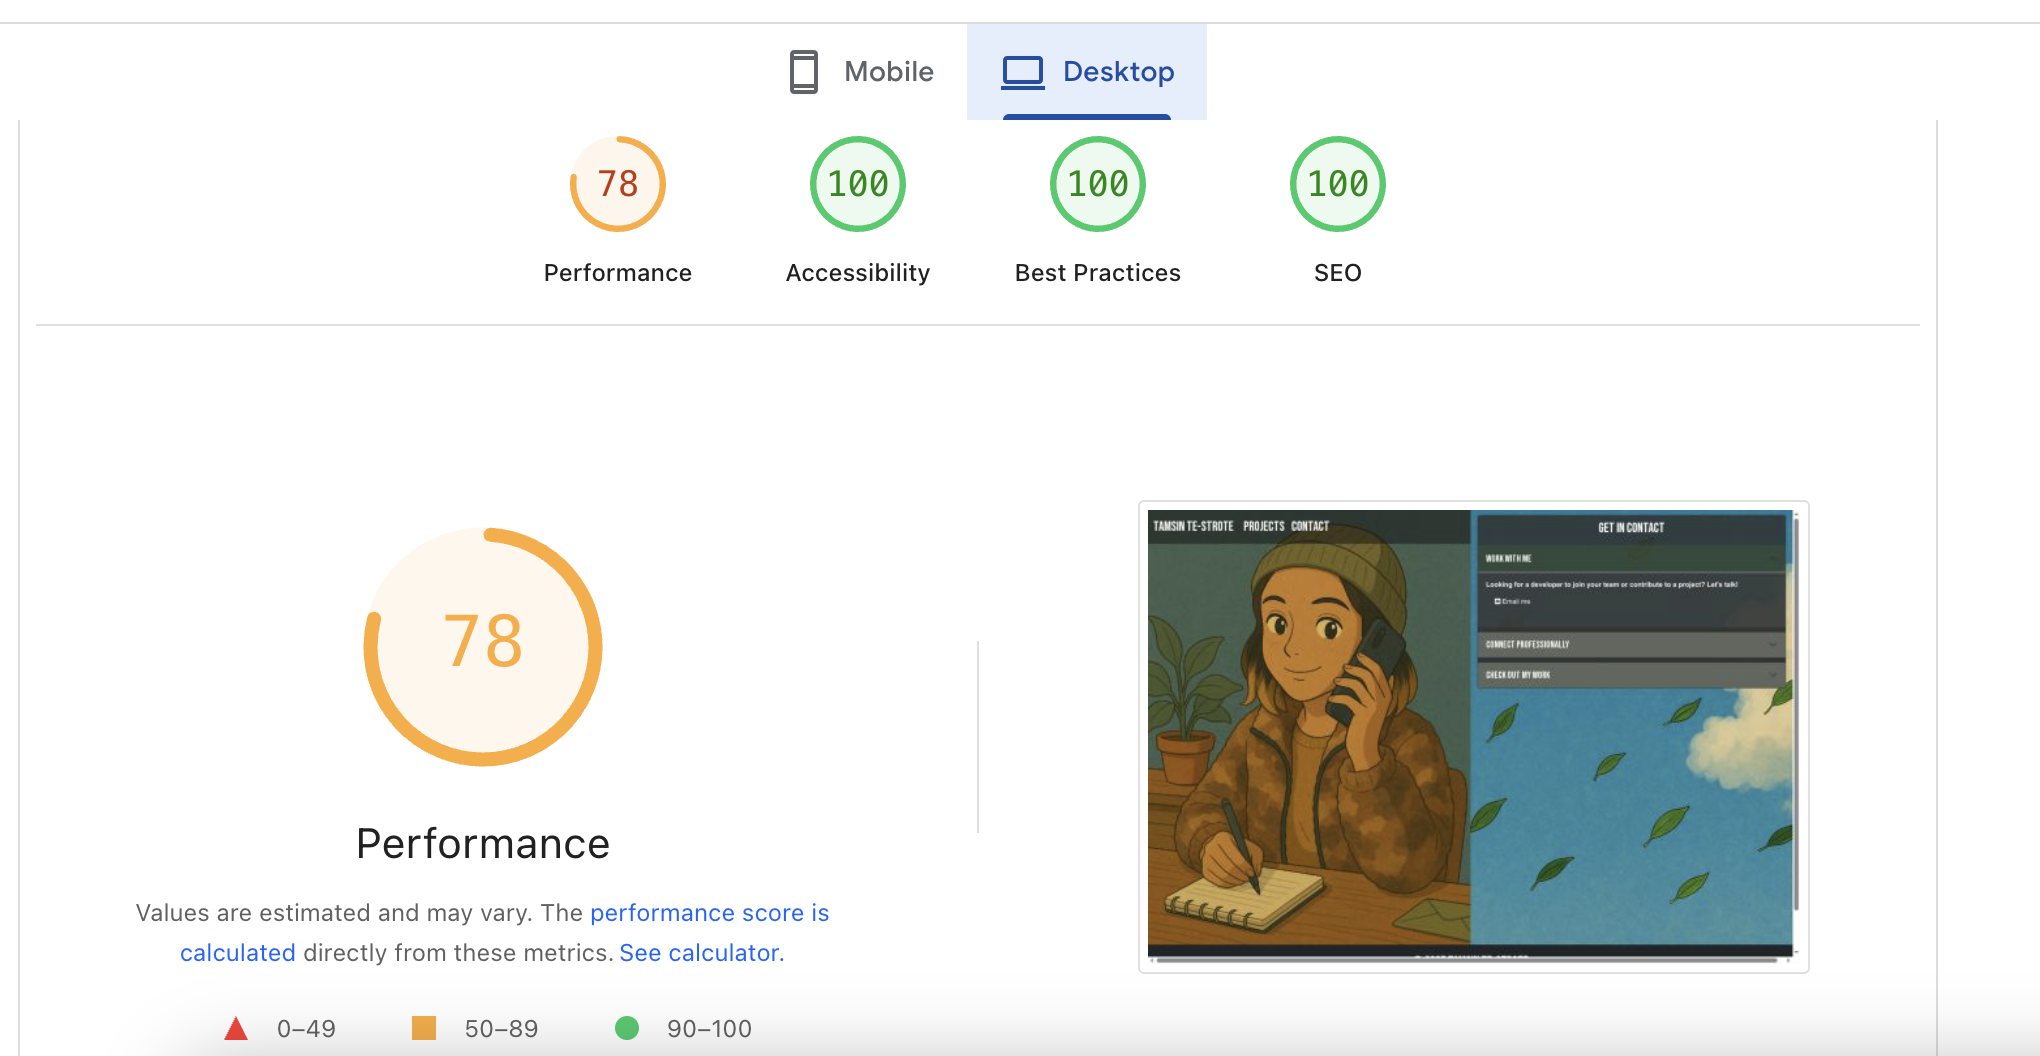 Mobile
Desktop
78
100
100
100
Performance
Accessibility
Best Practices
SEO
78
Performance
Values are estimated and may vary. The performance score is
calculated directly from these metrics. See calculator.
0–49
50–89
90–100
TAMSIN TE-STROTE PROJECTS CONTACT
GET IN CONTACT
WORK WITH ME
Looking for a developer to join your team or contribute to a project? Let's talk!
Email me
CONNECT PROFESSIONALLY
CHECK OUT MY WORK